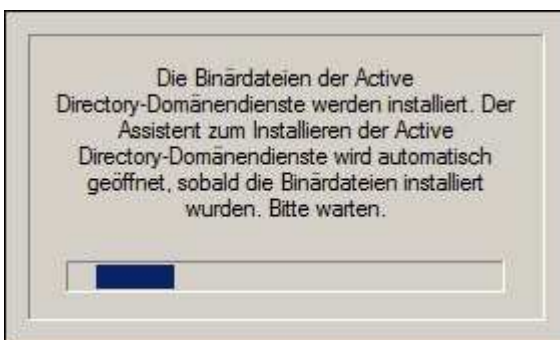 Die Binärdateien der Active
Directory-Domänendienste werden installiert. Der
Assistent zum Installieren der Active
Directory-Domänendienste wird automatisch
geöffnet, sobald die Binärdateien installiert
wurden. Bitte warten.